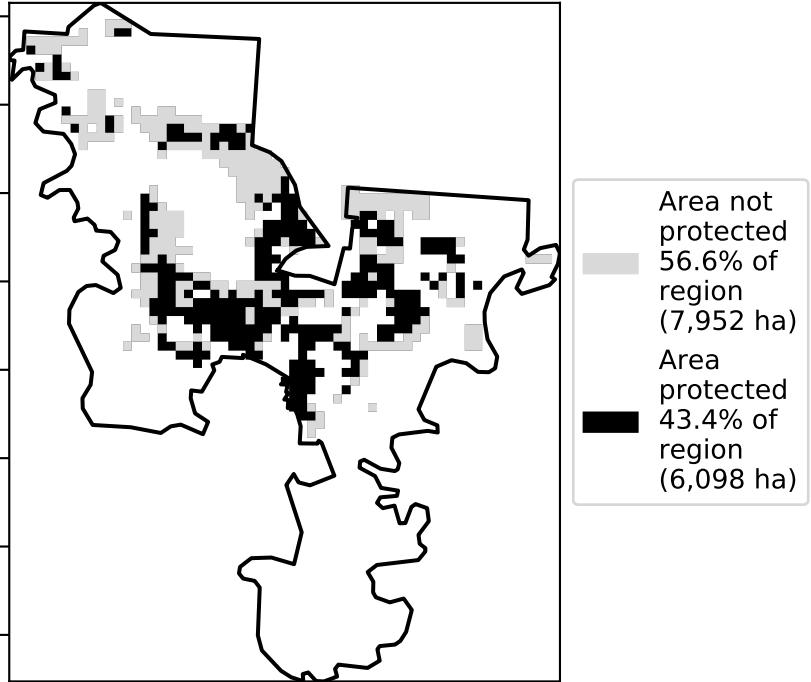 Area not
protected
56.6% of
region
(7,952 ha)
Area
protected
43.4% of
region
(6,098 ha)